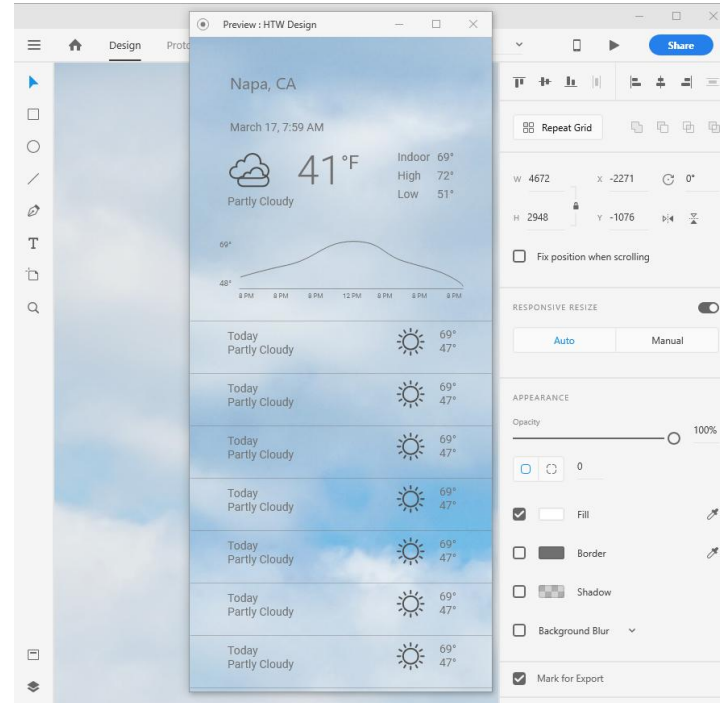 Preview : HTW Design
Design
Share
Napa, CA
March 17, 7:59 AM
41°F
Partly Cloudy
Indoor 69°
High 72°
Low 51°
69°
48°
8 PM 8 PM 8 PM 12 PM 8 PM 8 PM 8 PM
Today 69°
Partly Cloudy 47°
Today 69°
Partly Cloudy 47°
Today 69°
Partly Cloudy 47°
Today 69°
Partly Cloudy 47°
Today 69°
Partly Cloudy 47°
Today 69°
Partly Cloudy 47°
Today 69°
Partly Cloudy 47°
Repeat Grid
W 4672 X -2271 0°
H 2948 Y -1076
Fix position when scrolling
RESPONSIVE RESIZE
Auto Manual
APPEARANCE
Opacity
100%
0
Fill
Border
Shadow
Background Blur
Mark for Export